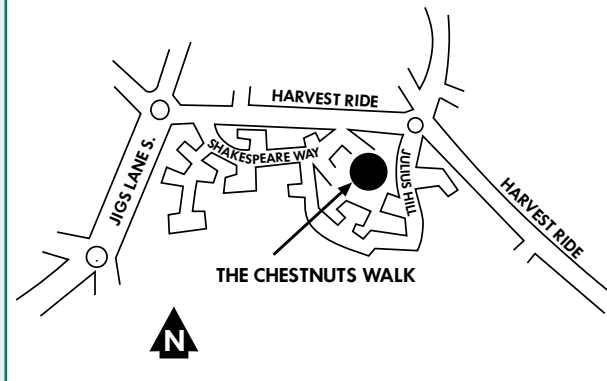 HARVEST RIDE
SHAKESPEARE WAY
JIGS LANE S.
JULIUS HILL
HARVEST RIDE
THE CHESTNUTS WALK
N